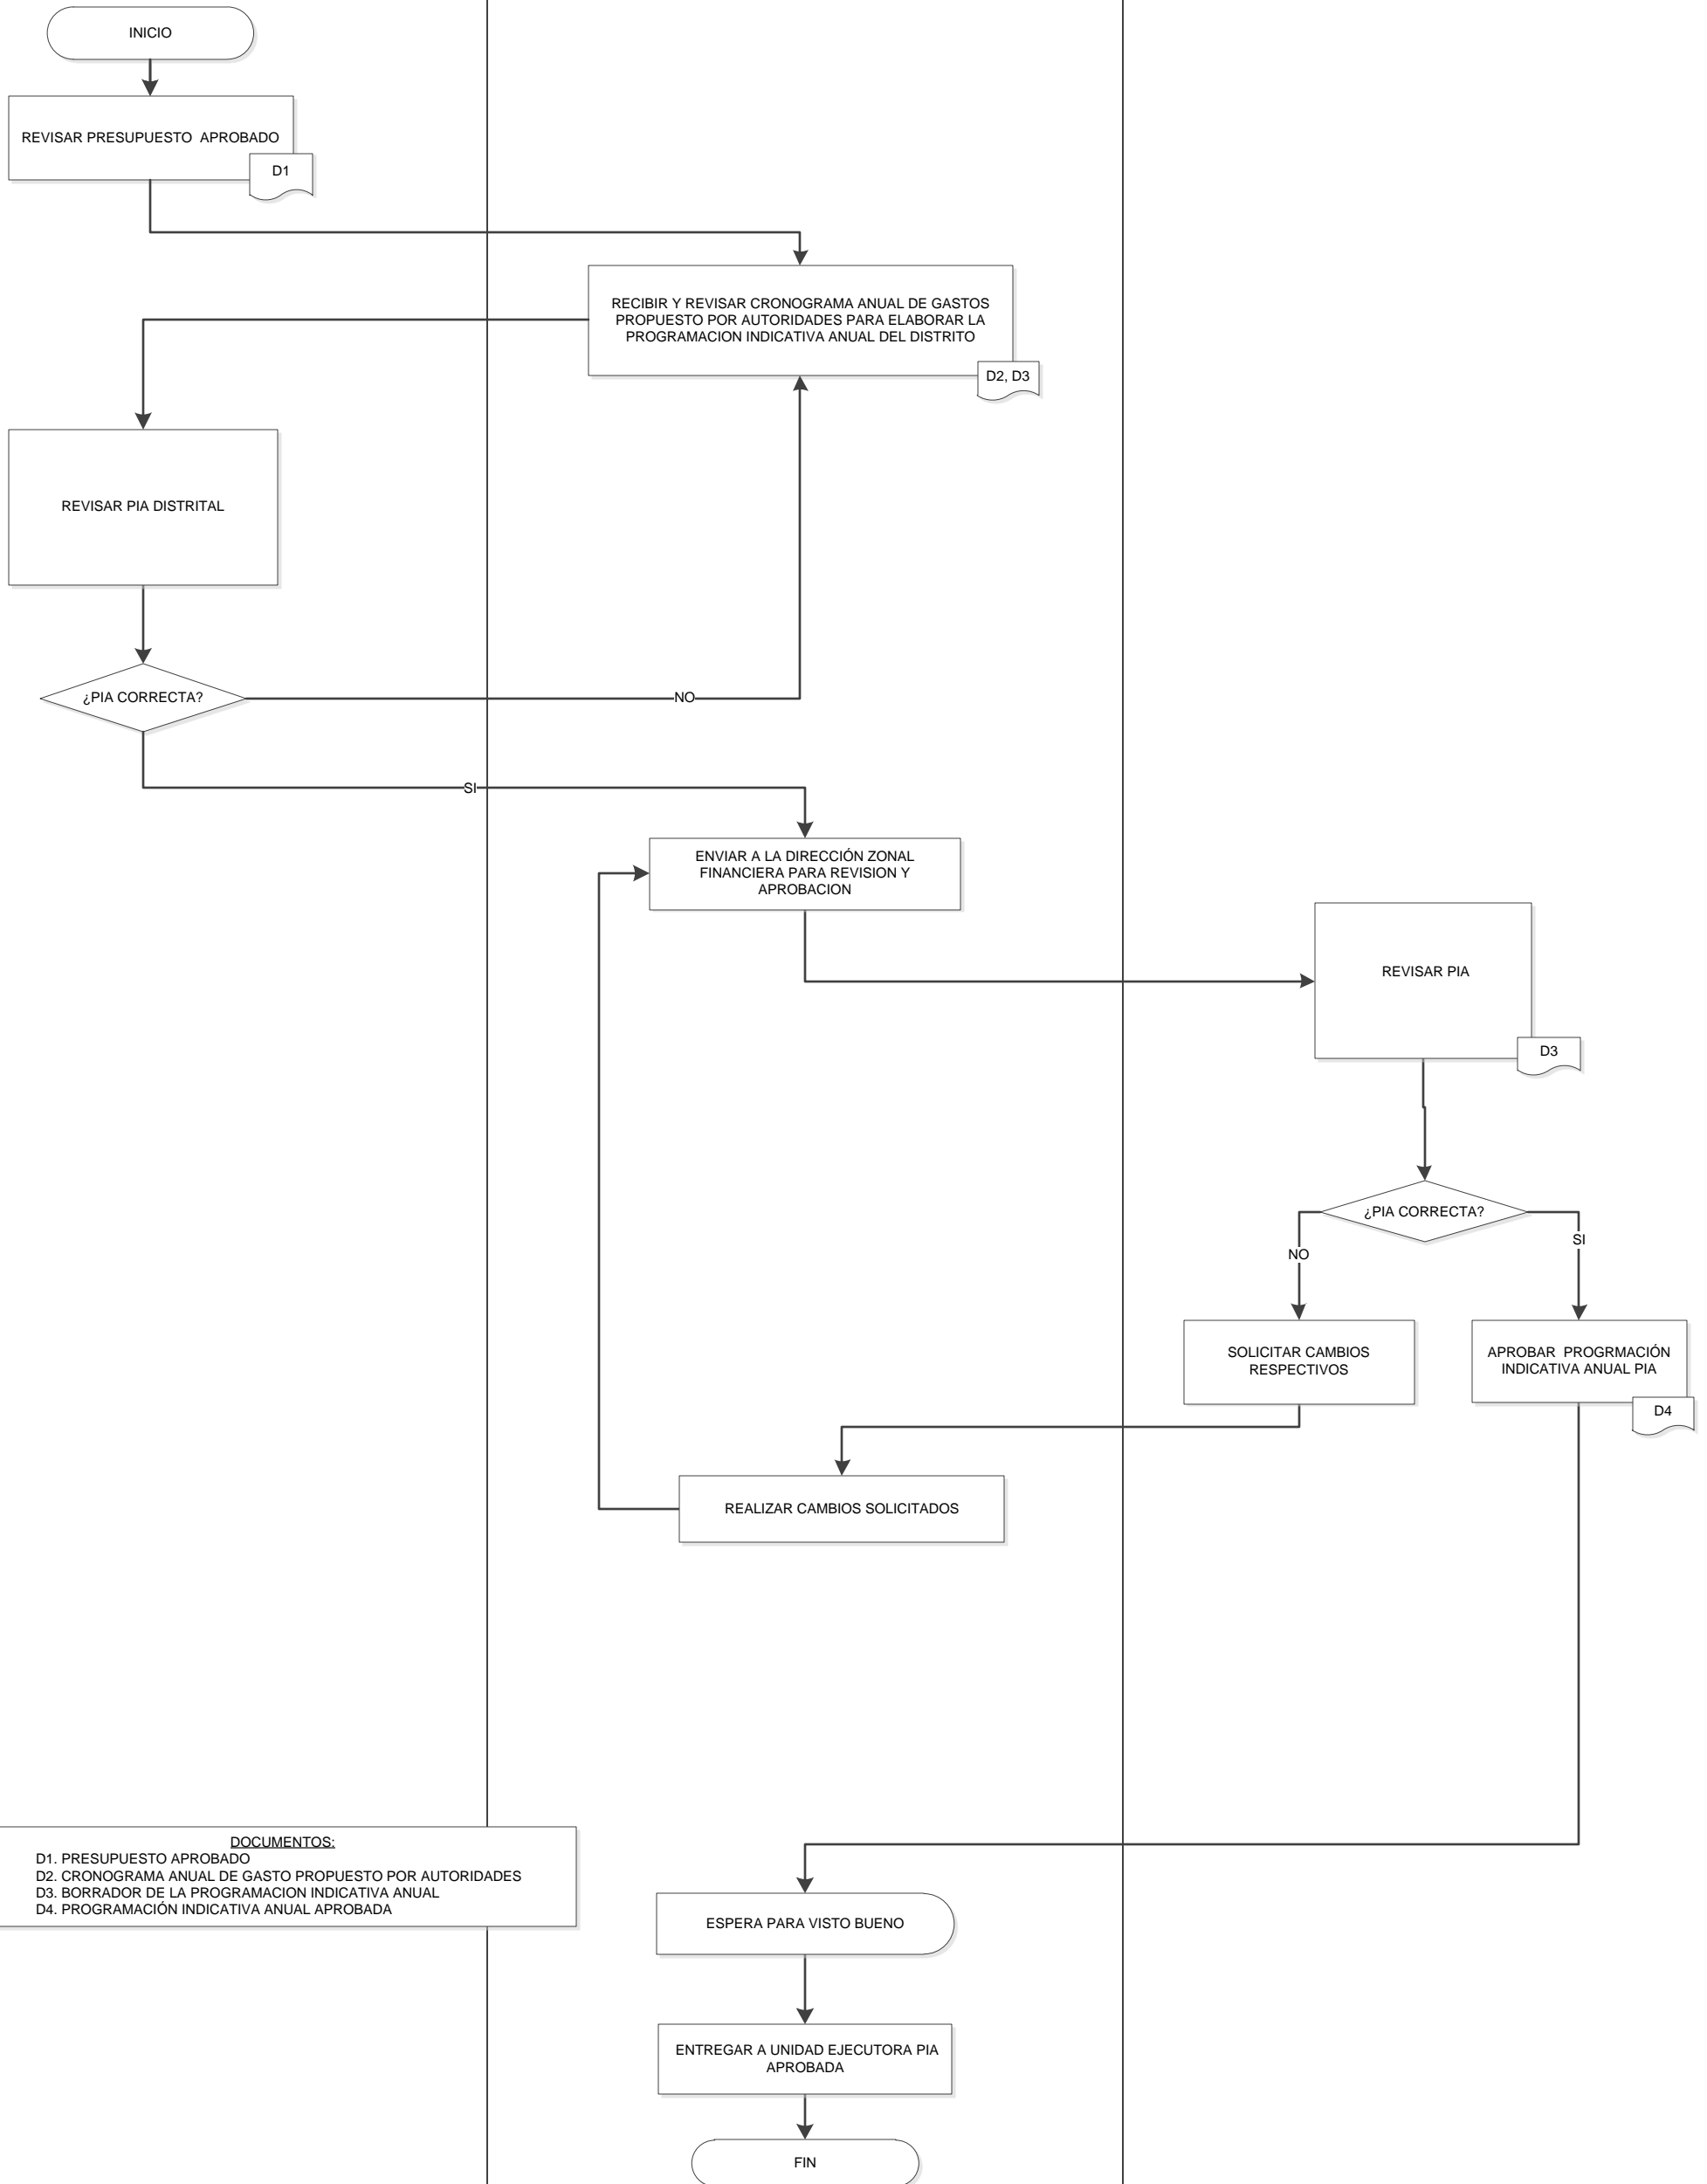 INICIO
REVISAR PRESUPUESTO  APROBADO
D1
RECIBIR Y REVISAR CRONOGRAMA ANUAL DE GASTOS
PROPUESTO POR AUTORIDADES PARA ELABORAR LA
PROGRAMACION INDICATIVA ANUAL DEL DISTRITO
D2, D3
REVISAR PIA DISTRITAL
¿PIA CORRECTA?
NO
SI
ENVIAR A LA DIRECCIÓN ZONAL
FINANCIERA PARA REVISION Y
APROBACION
REVISAR PIA
D3
¿PIA CORRECTA?
NO
SI
SOLICITAR CAMBIOS
RESPECTIVOS
APROBAR  PROGRMACIÓN
INDICATIVA ANUAL PIA
D4
REALIZAR CAMBIOS SOLICITADOS
DOCUMENTOS:
D1. PRESUPUESTO APROBADO
D2. CRONOGRAMA ANUAL DE GASTO PROPUESTO POR AUTORIDADES
D3. BORRADOR DE LA PROGRAMACION INDICATIVA ANUAL
D4. PROGRAMACIÓN INDICATIVA ANUAL APROBADA
ESPERA PARA VISTO BUENO
ENTREGAR A UNIDAD EJECUTORA PIA
APROBADA
FIN